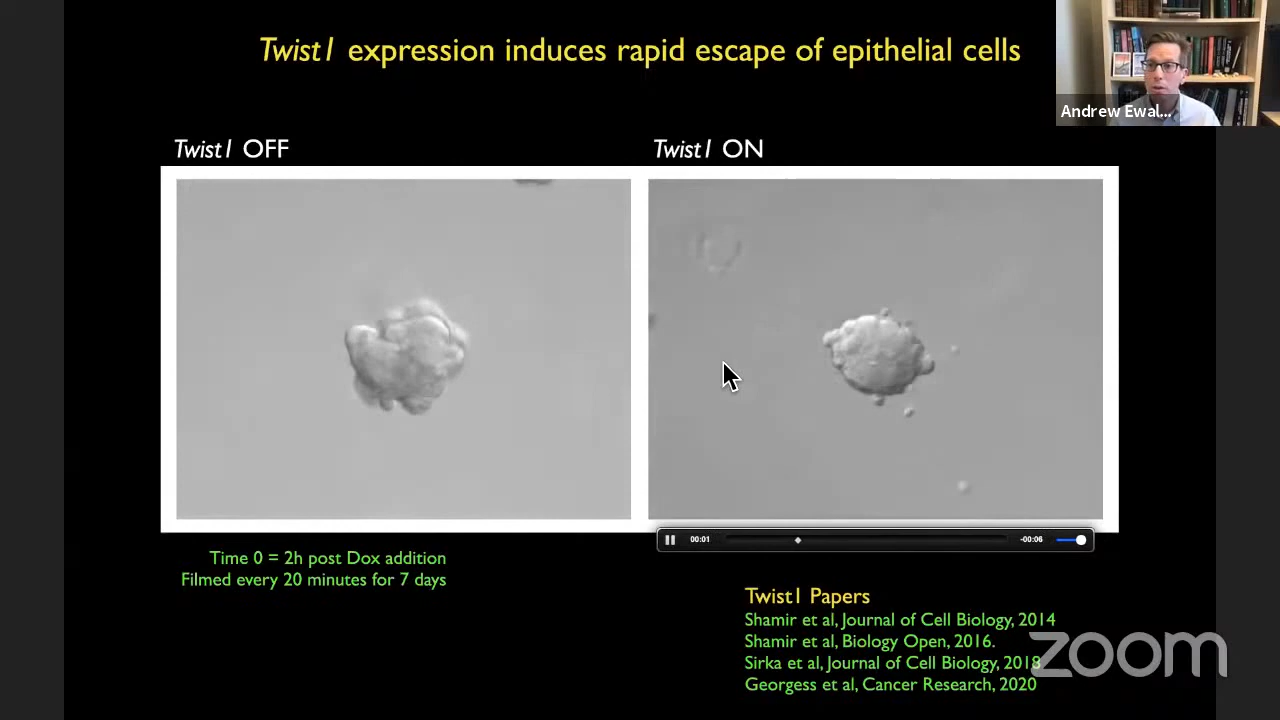 Twist1 expression induces rapid escape of epithelial cells
Andrew Ewal...
Twist1 OFF
Twist1 ON
00:01
-00:06
Time 0 = 2h post Dox addition
Filmed every 20 minutes for 7 days
Twist1 Papers
Shamir et al, Journal of Cell Biology, 2014
Shamir et al, Biology Open, 2016.
Sirka et al, Journal of Cell Biology, 2018
Georgess et al, Cancer Research, 2020
zoom